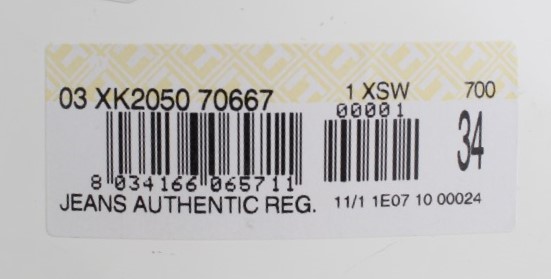 03 XK2050 70667 1 XSW 700
00001
34
8 034166 065711
JEANS AUTHENTIC REG. 11/1 1E07 10 00024